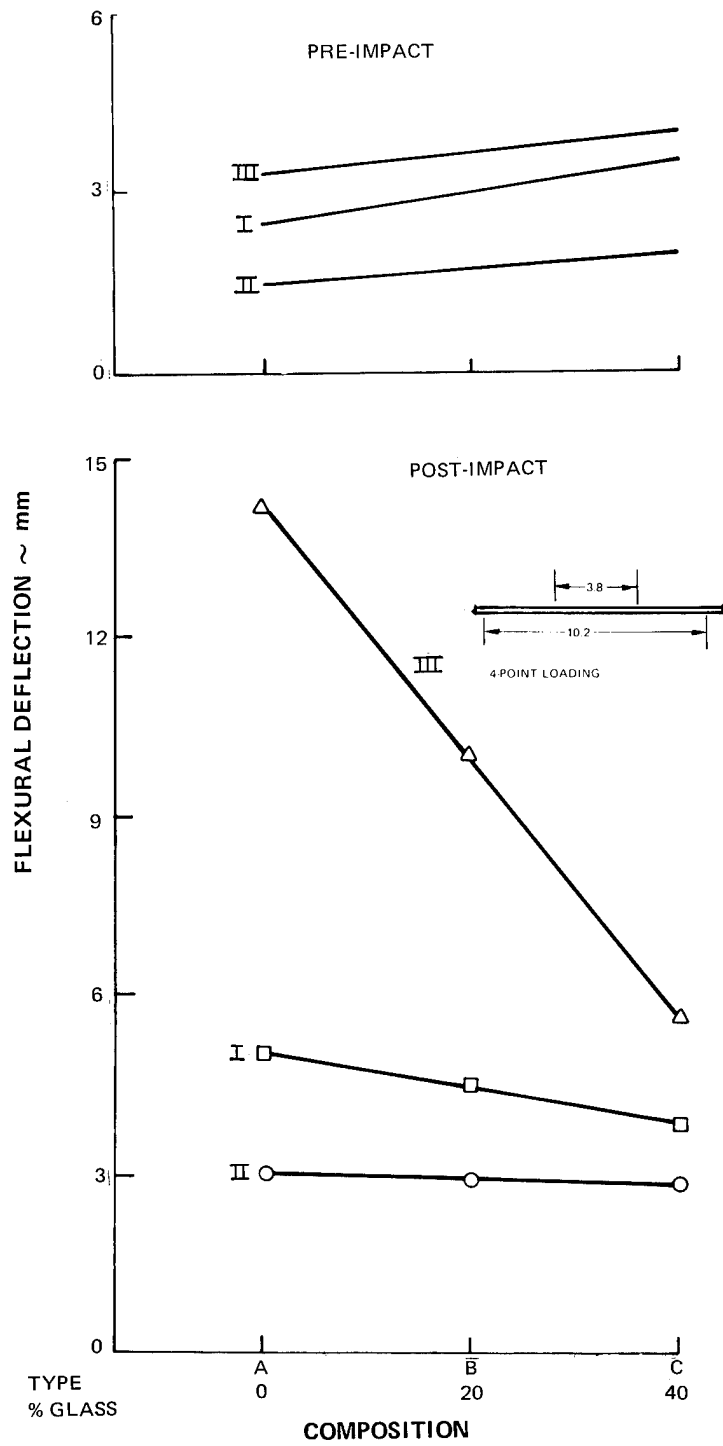 6
PRE-IMPACT
III
3
I
II
0
15
POST-IMPACT
3.8
12
III
10.2
4-POINT LOADING
FLEXURAL DEFLECTION ~ mm
9
6
I
3
II
0
TYPE A B C
% GLASS 0 20 40
COMPOSITION